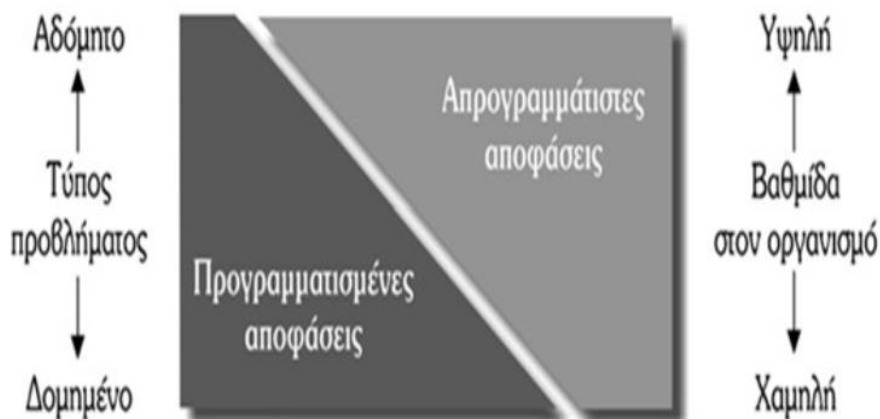 Αδόμητο
Τύπος
προβλήματος
Δομημένο
Απρογραμμάτιστες
αποφάσεις
Προγραμματισμένες
αποφάσεις
Υψηλή
Βαθμίδα
στον οργανισμό
Χαμηλή